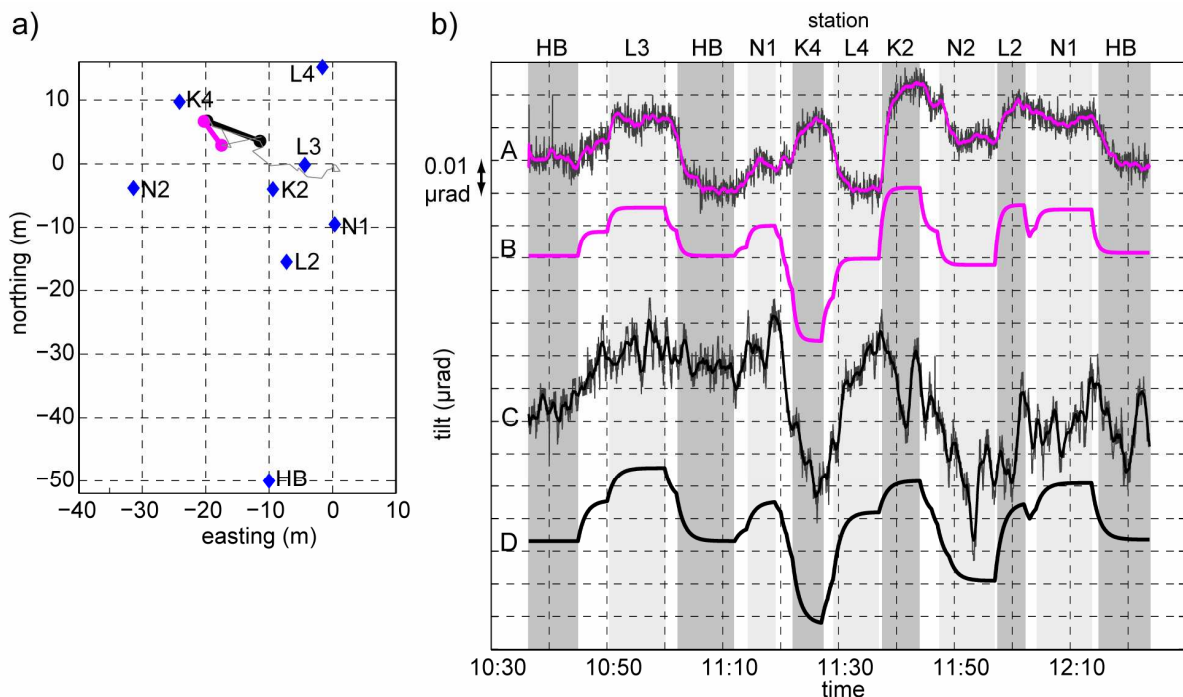 a)
L4
K4
L3
N2
K2
N1
L2
HB
10
0
−10
−20
−30
−40
−50
−40 −30 −20 −10 0 10
northing (m)
easting (m)
b)
station
HB L3 HB N1 K4 L4 K2 N2 L2 N1 HB
A
0.01
µrad
B
C
D
tilt (µrad)
10:30 10:50 11:10 11:30 11:50 12:10
time